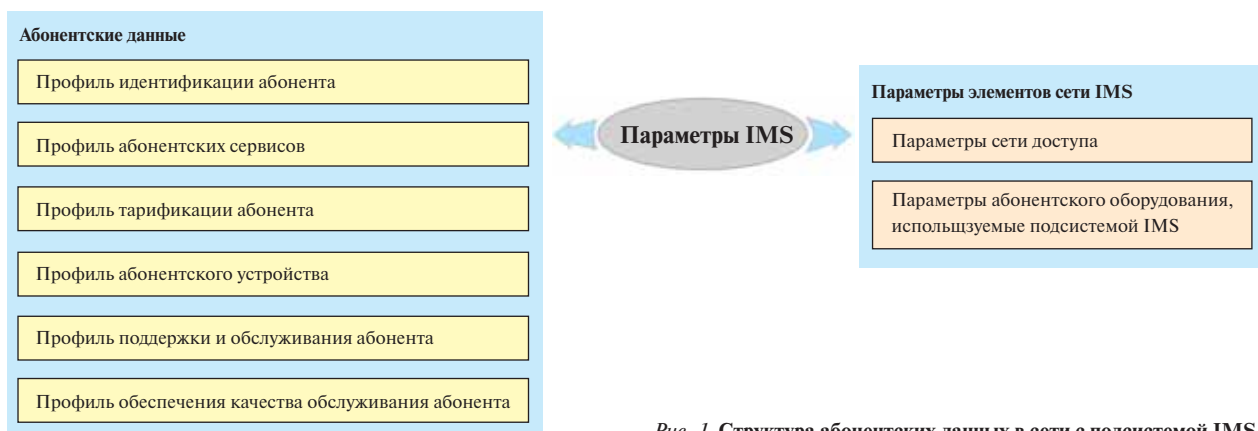 Абонентские данные
Профиль идентификации абонента
Профиль абонентских сервисов
Профиль тарификации абонента
Профиль абонентского устройства
Профиль поддержки и обслуживания абонента
Профиль обеспечения качества обслуживания абонента
Параметры IMS
Параметры элементов сети IMS
Параметры сети доступа
Параметры абонентского оборудования,
испольщзуемые подсистемой IMS
Рис. 1. Структура абонентских данных в сети с подсистемой IMS